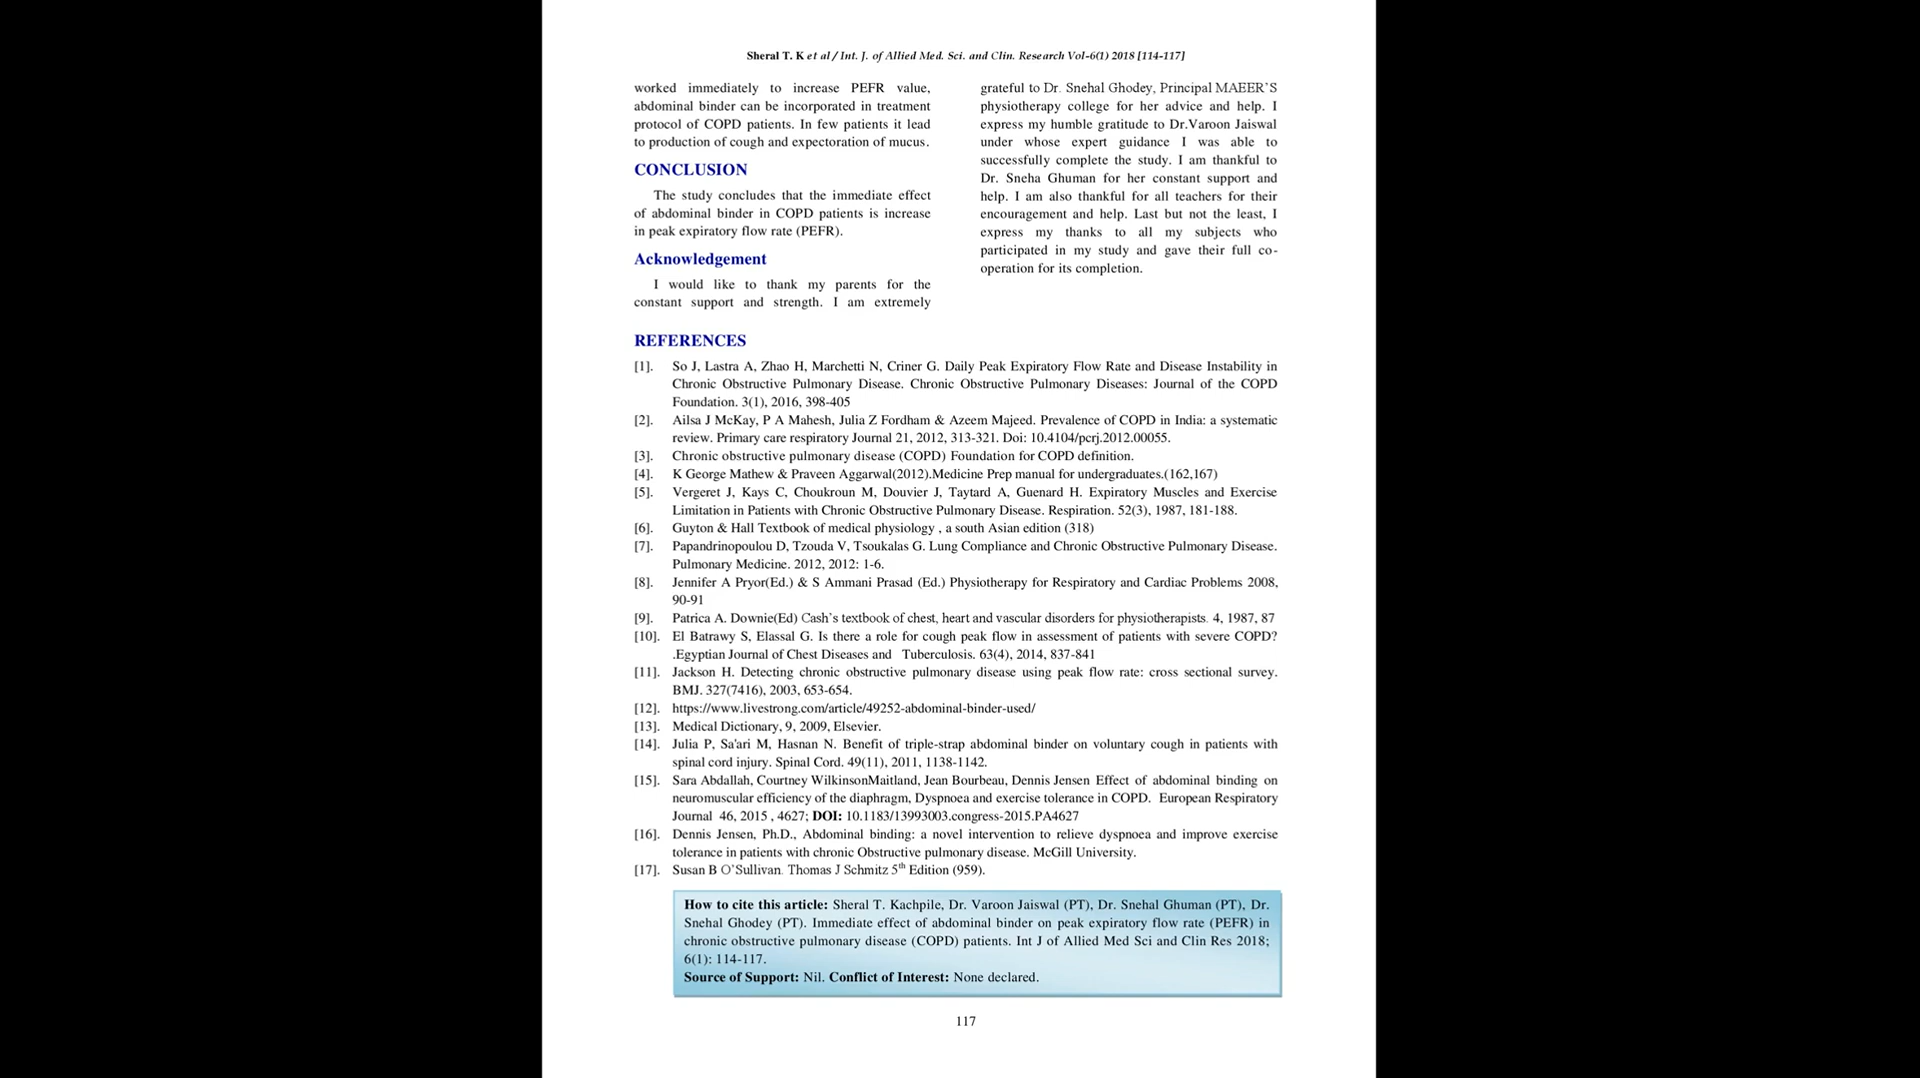 Sheral T. K et al / Int. J. of Allied Med. Sci. and Clin. Research Vol-6(1) 2018 [114-117]
worked immediately to increase PEFR value,
abdominal binder can be incorporated in treatment
protocol of COPD patients. In few patients it lead
to production of cough and expectoration of mucus.
CONCLUSION
The study concludes that the immediate effect
of abdominal binder in COPD patients is increase
in peak expiratory flow rate (PEFR).
Acknowledgement
I would like to thank my parents for the
constant support and strength. I am extremely
grateful to Dr. Snehal Ghodey, Principal MAEER'S
physiotherapy college for her advice and help. I
express my humble gratitude to Dr.Varoon Jaiswal
under whose expert guidance I was able to
successfully complete the study. I am thankful to
Dr. Sneha Ghuman for her constant support and
help. I am also thankful for all teachers for their
encouragement and help. Last but not the least, I
express my thanks to all my subjects who
participated in my study and gave their full co-
operation for its completion.
REFERENCES
[1]. So J, Lastra A, Zhao H, Marchetti N, Criner G. Daily Peak Expiratory Flow Rate and Disease Instability in
Chronic Obstructive Pulmonary Disease. Chronic Obstructive Pulmonary Diseases: Journal of the COPD
Foundation. 3(1), 2016, 398-405
[2]. Ailsa J McKay, P A Mahesh, Julia Z Fordham & Azeem Majeed. Prevalence of COPD in India: a systematic
review. Primary care respiratory Journal 21, 2012, 313-321. Doi: 10.4104/pcrj.2012.00055.
[3]. Chronic obstructive pulmonary disease (COPD) Foundation for COPD definition.
[4]. K George Mathew & Praveen Aggarwal(2012).Medicine Prep manual for undergraduates.(162,167)
[5]. Vergeret J, Kays C, Choukroun M, Douvier J, Taytard A, Guenard H. Expiratory Muscles and Exercise
Limitation in Patients with Chronic Obstructive Pulmonary Disease. Respiration. 52(3), 1987, 181-188.
[6]. Guyton & Hall Textbook of medical physiology , a south Asian edition (318)
[7]. Papandrinopoulou D, Tzouda V, Tsoukalas G. Lung Compliance and Chronic Obstructive Pulmonary Disease.
Pulmonary Medicine. 2012, 2012: 1-6.
[8]. Jennifer A Pryor(Ed.) & S Ammani Prasad (Ed.) Physiotherapy for Respiratory and Cardiac Problems 2008,
90-91
[9]. Patrica A. Downie(Ed) Cash's textbook of chest, heart and vascular disorders for physiotherapists. 4, 1987, 87
[10]. El Batrawy S, Elassal G. Is there a role for cough peak flow in assessment of patients with severe COPD?
.Egyptian Journal of Chest Diseases and Tuberculosis. 63(4), 2014, 837-841
[11]. Jackson H. Detecting chronic obstructive pulmonary disease using peak flow rate: cross sectional survey.
BMJ. 327(7416), 2003, 653-654.
[12]. https://www.livestrong.com/article/49252-abdominal-binder-used/
[13]. Medical Dictionary, 9, 2009, Elsevier.
[14]. Julia P, Sa'ari M, Hasnan N. Benefit of triple-strap abdominal binder on voluntary cough in patients with
spinal cord injury. Spinal Cord. 49(11), 2011, 1138-1142.
[15]. Sara Abdallah, Courtney WilkinsonMaitland, Jean Bourbeau, Dennis Jensen Effect of abdominal binding on
neuromuscular efficiency of the diaphragm, Dyspnoea and exercise tolerance in COPD. European Respiratory
Journal 46, 2015 , 4627; DOI: 10.1183/13993003.congress-2015.PA4627
[16]. Dennis Jensen, Ph.D., Abdominal binding: a novel intervention to relieve dyspnoea and improve exercise
tolerance in patients with chronic Obstructive pulmonary disease. McGill University.
[17]. Susan B O'Sullivan. Thomas J Schmitz 5th Edition (959).
How to cite this article: Sheral T. Kachpile, Dr. Varoon Jaiswal (PT), Dr. Snehal Ghuman (PT), Dr.
Snehal Ghodey (PT). Immediate effect of abdominal binder on peak expiratory flow rate (PEFR) in
chronic obstructive pulmonary disease (COPD) patients. Int J of Allied Med Sci and Clin Res 2018;
6(1): 114-117.
Source of Support: Nil. Conflict of Interest: None declared.
117